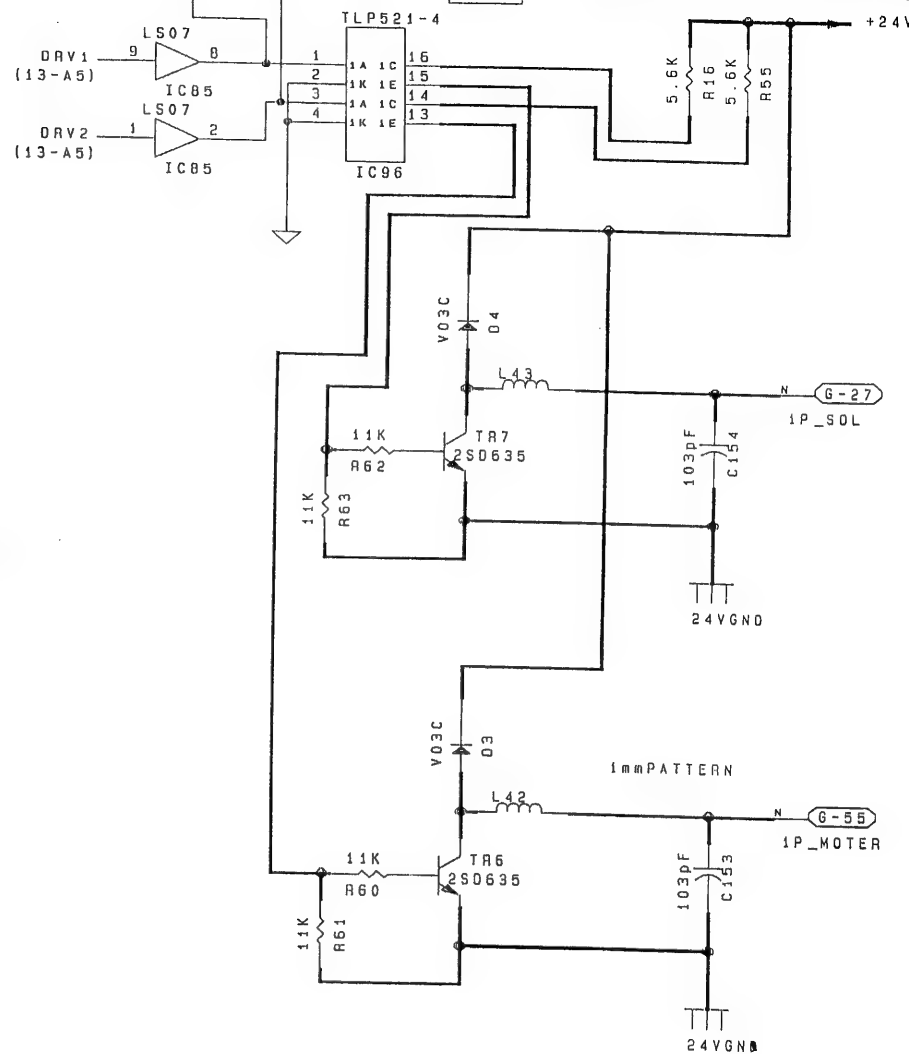 TLP521-4
+24V
LS07
DRV1
(13-A5)
9
8
IC85
1
2
3
4
1A 1C
1K 1E
1A 1C
1K 1E
16
15
14
13
IC96
5.6K
R16
5.6K
R55
LS07
DRV2
(13-A5)
1
2
IC85
V03C
D4
L43
N
G-27
1P_SOL
11K
R62
TR7
2SD635
103pF
C154
11K
R63
24VGND
V03C
D3
1mmPATTERN
L42
N
G-55
1P_MOTER
11K
R60
TR6
2SD635
103pF
C153
11K
R61
24VGND